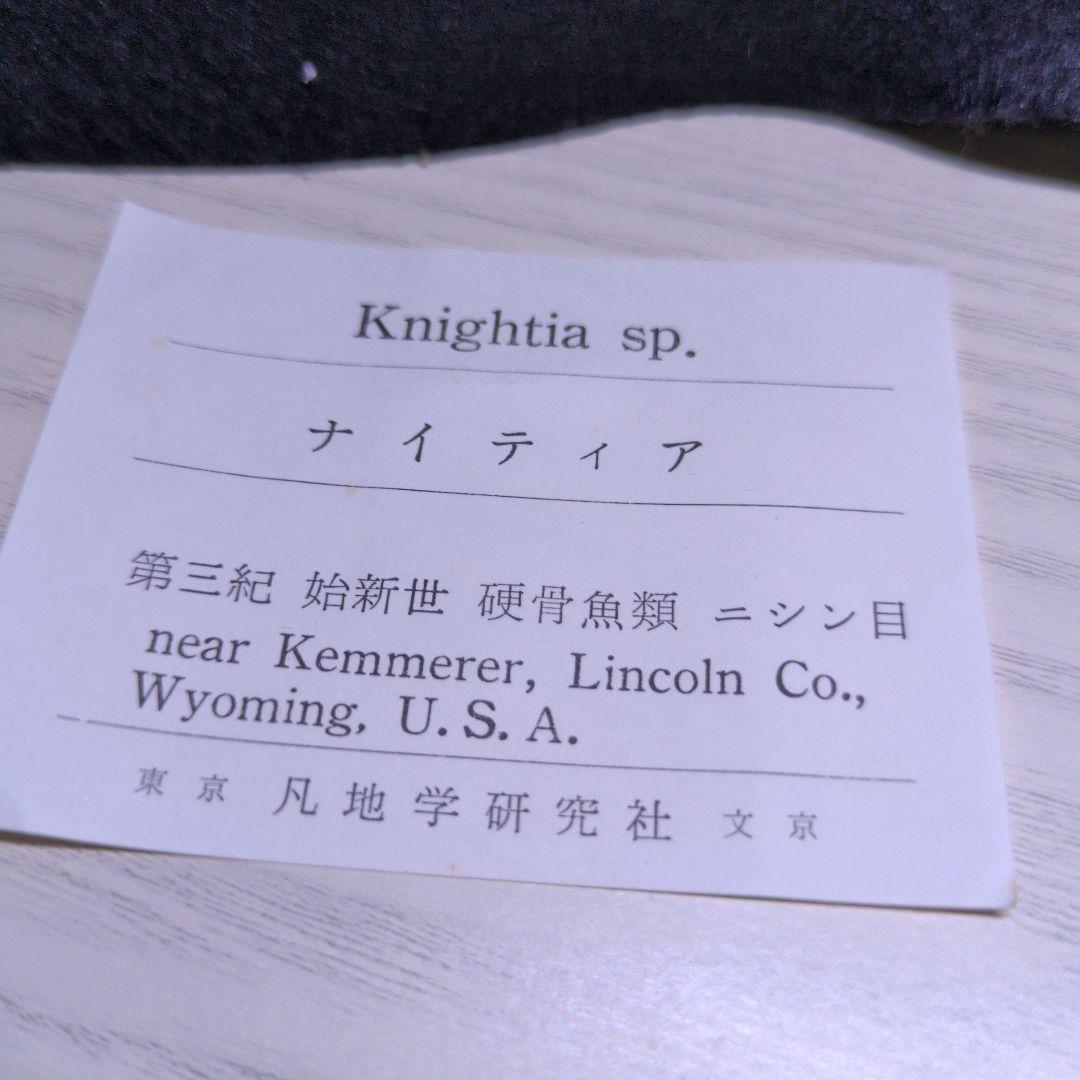 Knightia sp.
ナイティア
第三紀 始新世 硬骨魚類 ニシン目
near Kemmerer, Lincoln Co.,
Wyoming, U.S.A.
東京 凡地学研究社 文京